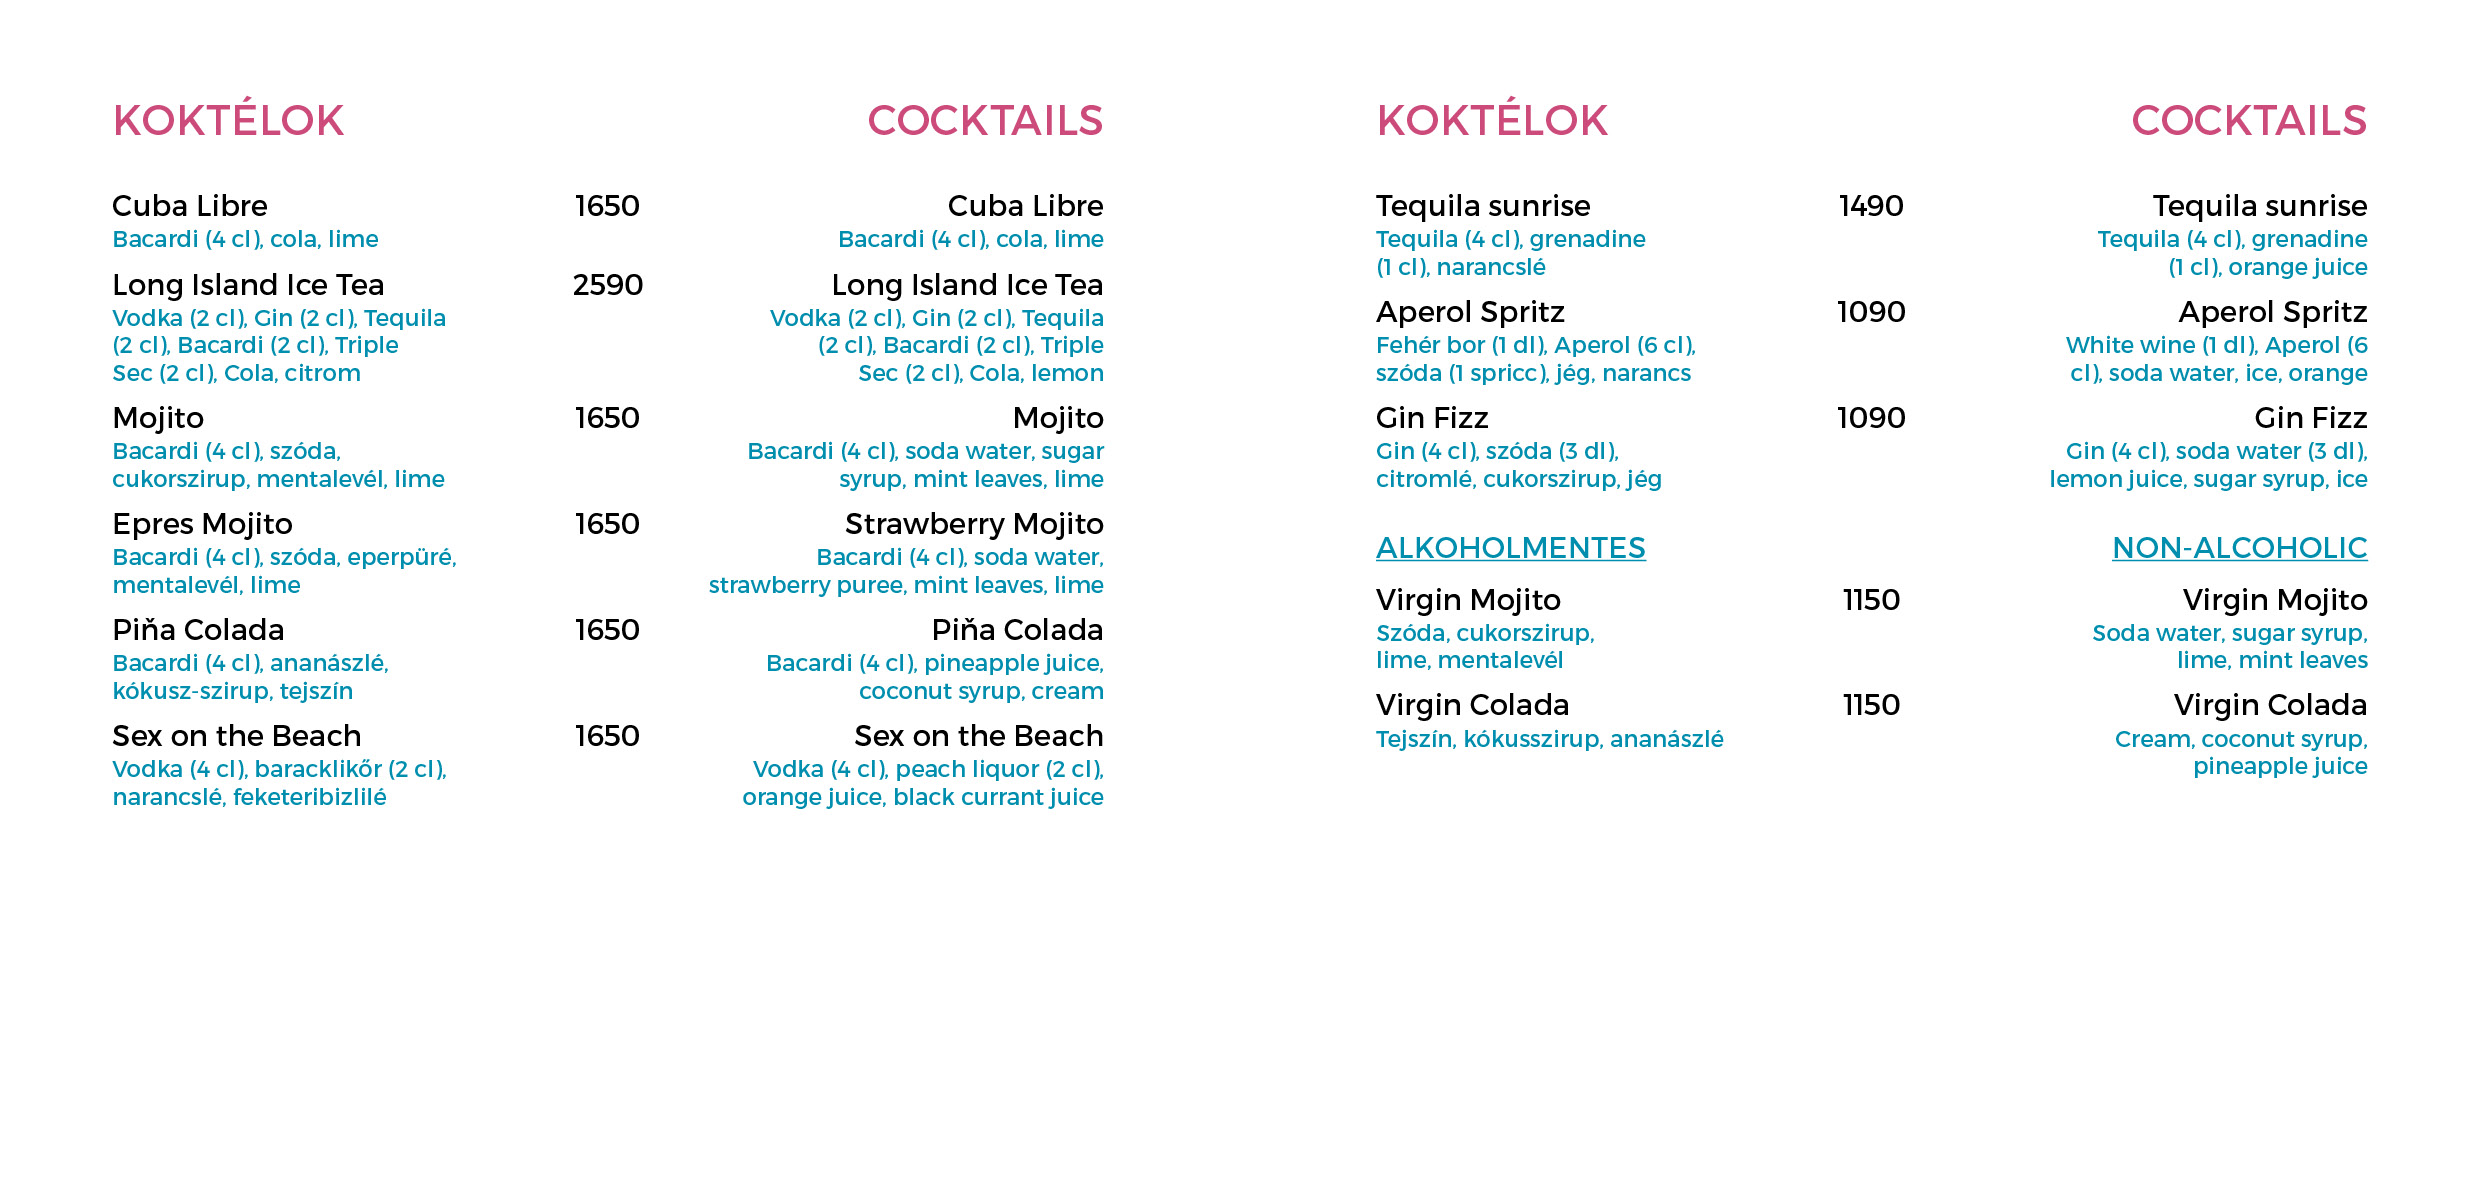 KOKTÉLOK COCKTAILS
Cuba Libre 1650 Cuba Libre
Bacardi (4 cl), cola, lime Bacardi (4 cl), cola, lime
Long Island Ice Tea 2590 Long Island Ice Tea
Vodka (2 cl), Gin (2 cl), Tequila Vodka (2 cl), Gin (2 cl), Tequila
(2 cl), Bacardi (2 cl), Triple (2 cl), Bacardi (2 cl), Triple
Sec (2 cl), Cola, citrom Sec (2 cl), Cola, lemon
Mojito 1650 Mojito
Bacardi (4 cl), szóda, Bacardi (4 cl), soda water, sugar
cukorszirup, mentalevél, lime syrup, mint leaves, lime
Epres Mojito 1650 Strawberry Mojito
Bacardi (4 cl), szóda, eperpüré, Bacardi (4 cl), soda water,
mentalevél, lime strawberry puree, mint leaves, lime
Piňa Colada 1650 Piňa Colada
Bacardi (4 cl), ananászlé, Bacardi (4 cl), pineapple juice,
kókusz-szirup, tejszín coconut syrup, cream
Sex on the Beach 1650 Sex on the Beach
Vodka (4 cl), baracklikőr (2 cl), Vodka (4 cl), peach liquor (2 cl),
narancslé, feketeribizlilé orange juice, black currant juice
KOKTÉLOK COCKTAILS
Tequila sunrise 1490 Tequila sunrise
Tequila (4 cl), grenadine Tequila (4 cl), grenadine
(1 cl), narancslé (1 cl), orange juice
Aperol Spritz 1090 Aperol Spritz
Fehér bor (1 dl), Aperol (6 cl), White wine (1 dl), Aperol (6
szóda (1 spricc), jég, narancs cl), soda water, ice, orange
Gin Fizz 1090 Gin Fizz
Gin (4 cl), szóda (3 dl), Gin (4 cl), soda water (3 dl),
citromlé, cukorszirup, jég lemon juice, sugar syrup, ice
ALKOHOLMENTES NON-ALCOHOLIC
Virgin Mojito 1150 Virgin Mojito
Szóda, cukorszirup, Soda water, sugar syrup,
lime, mentalevél lime, mint leaves
Virgin Colada 1150 Virgin Colada
Tejszín, kókusszirup, ananászlé Cream, coconut syrup,
pineapple juice